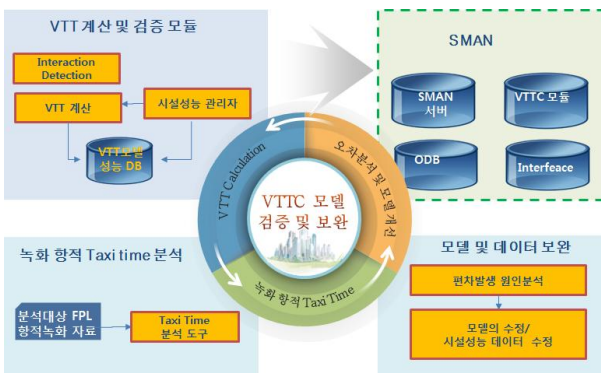 VTT 계산 및 검증 모듈
Interaction
Detection
VTT 계산
시설성능 관리자
VTT모델
성능 DB
SMAN
SMAN
서버
VTTC 모듈
ODB
Interfeace
VTT Calculation
오차분석 및 모델 개선
녹화 항적 Taxi Time
VTTC 모델
검증 및 보완
녹화 항적 Taxi time 분석
분석대상 FPL
항적녹화 자료
Taxi Time
분석 도구
모델 및 데이터 보완
편차발생 원인분석
모델의 수정/
시설성능 데이터 수정